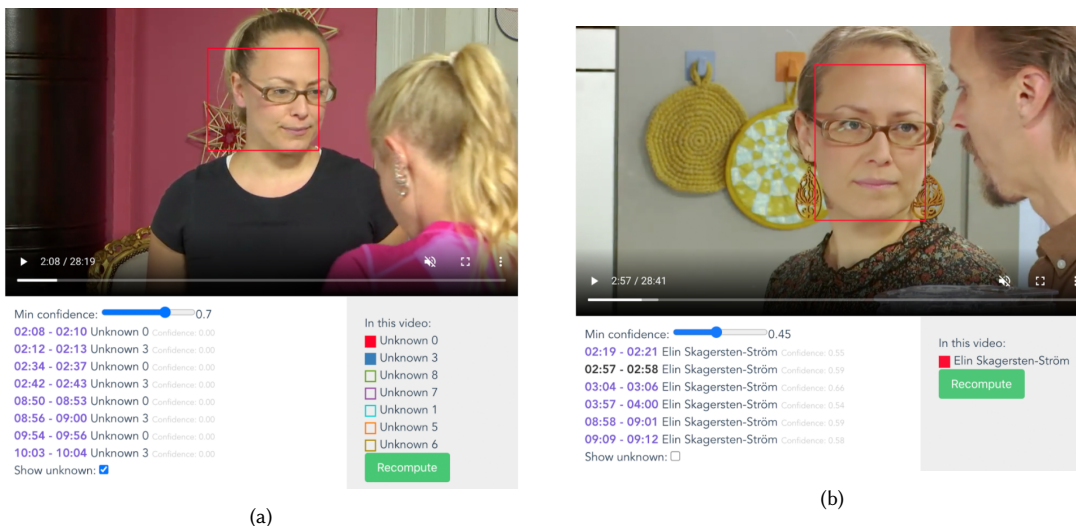 2:08 / 28:19
Min confidence: 0.7
02:08 - 02:10 Unknown 0 Confidence: 0.00
02:12 - 02:13 Unknown 3 Confidence: 0.00
02:34 - 02:37 Unknown 0 Confidence: 0.00
02:42 - 02:43 Unknown 3 Confidence: 0.00
08:50 - 08:53 Unknown 0 Confidence: 0.00
08:56 - 09:00 Unknown 3 Confidence: 0.00
09:54 - 09:56 Unknown 0 Confidence: 0.00
10:03 - 10:04 Unknown 3 Confidence: 0.00
Show unknown:
In this video:
Unknown 0
Unknown 3
Unknown 8
Unknown 7
Unknown 1
Unknown 5
Unknown 6
Recompute
(a)
2:57 / 28:41
Min confidence: 0.45
02:19 - 02:21 Elin Skagersten-Ström Confidence: 0.55
02:57 - 02:58 Elin Skagersten-Ström Confidence: 0.59
03:04 - 03:06 Elin Skagersten-Ström Confidence: 0.66
03:57 - 04:00 Elin Skagersten-Ström Confidence: 0.54
08:58 - 09:01 Elin Skagersten-Ström Confidence: 0.59
09:09 - 09:12 Elin Skagersten-Ström Confidence: 0.58
Show unknown:
In this video:
Elin Skagersten-Ström
Recompute
(b)